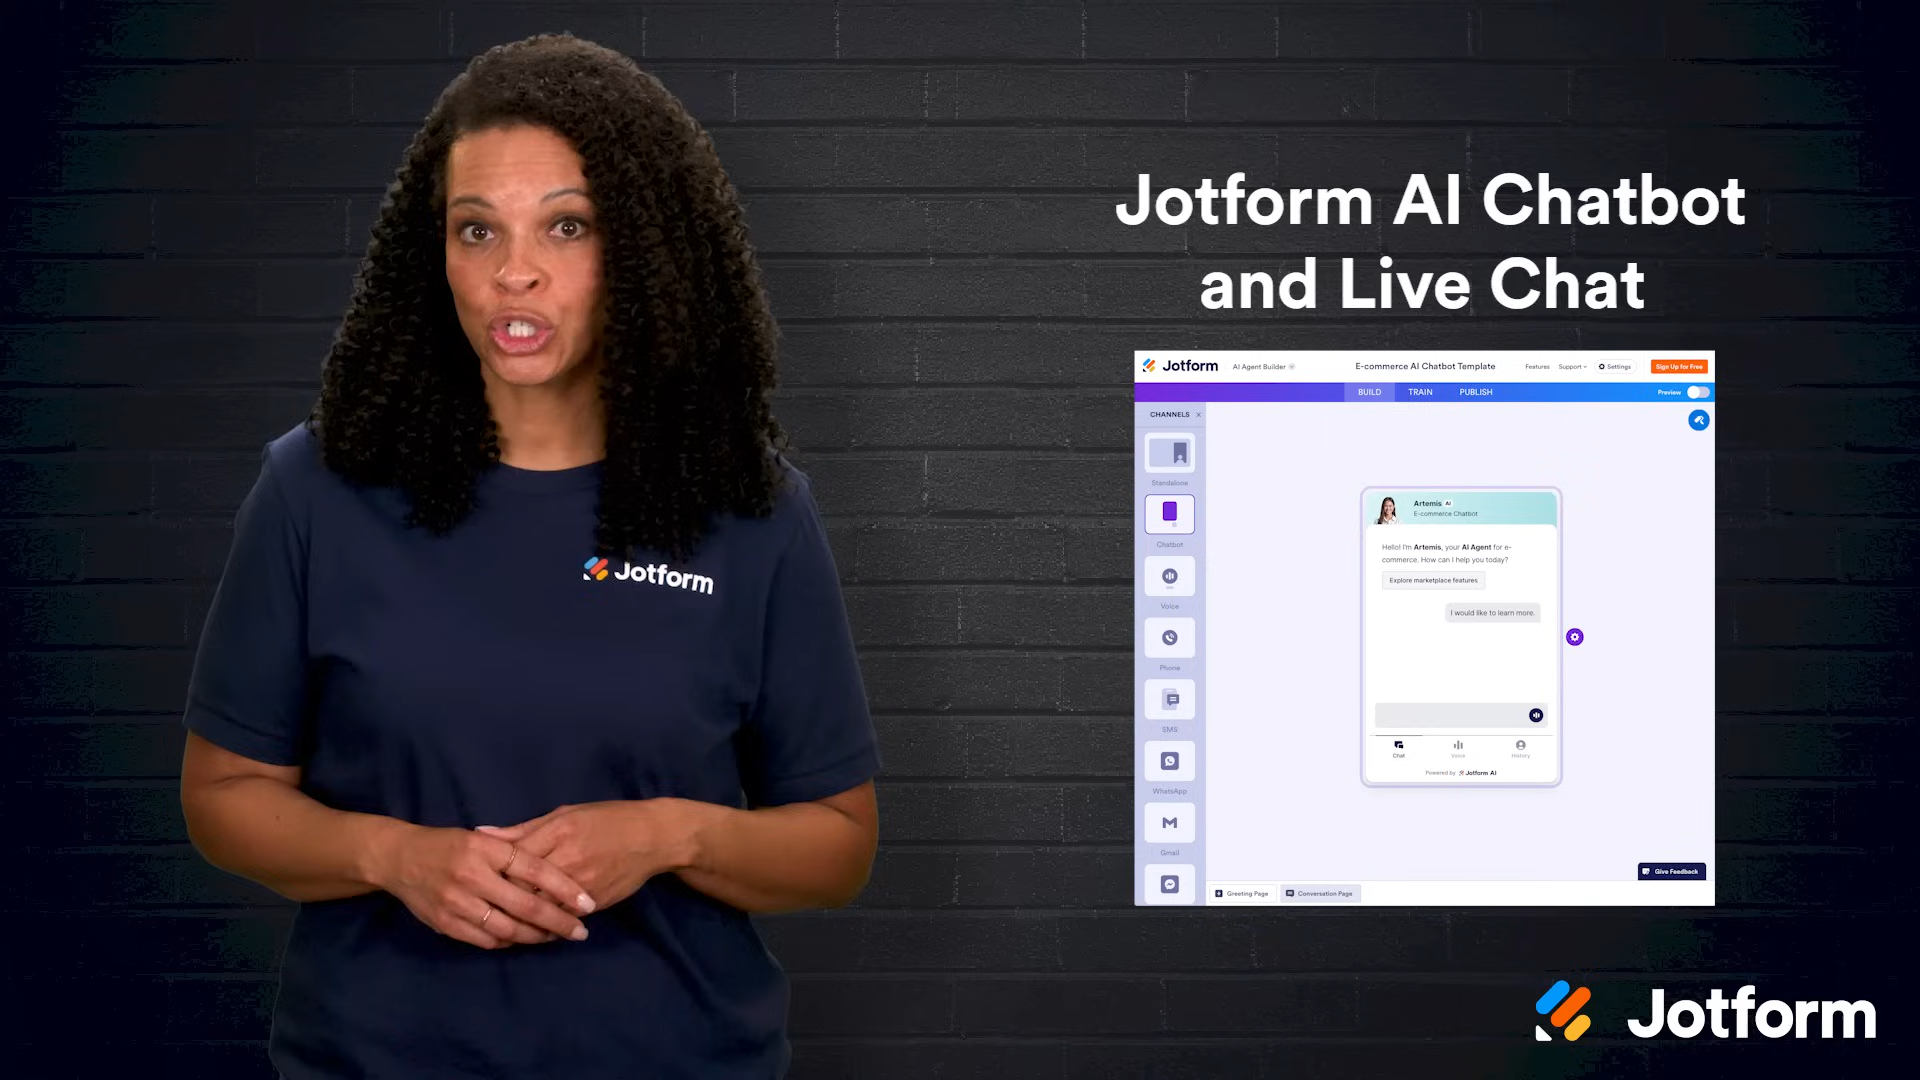 Jotform AI Chatbot
and Live Chat
Jotform
AI Agent Builder
E-commerce AI Chatbot Template
Features
Support
Settings
Sign Up for Free
BUILD
TRAIN
PUBLISH
Preview
CHANNELS
Standalone
Chatbot
Voice
Phone
SMS
WhatsApp
Gmail
Artemis AI
E-commerce Chatbot
Hello! I'm Artemis, your AI Agent for e-
commerce. How can I help you today?
Explore marketplace features
I would like to learn more.
Chat
Voice
History
Powered by Jotform AI
Give Feedback
Greeting Page
Conversation Page
Jotform
Jotform